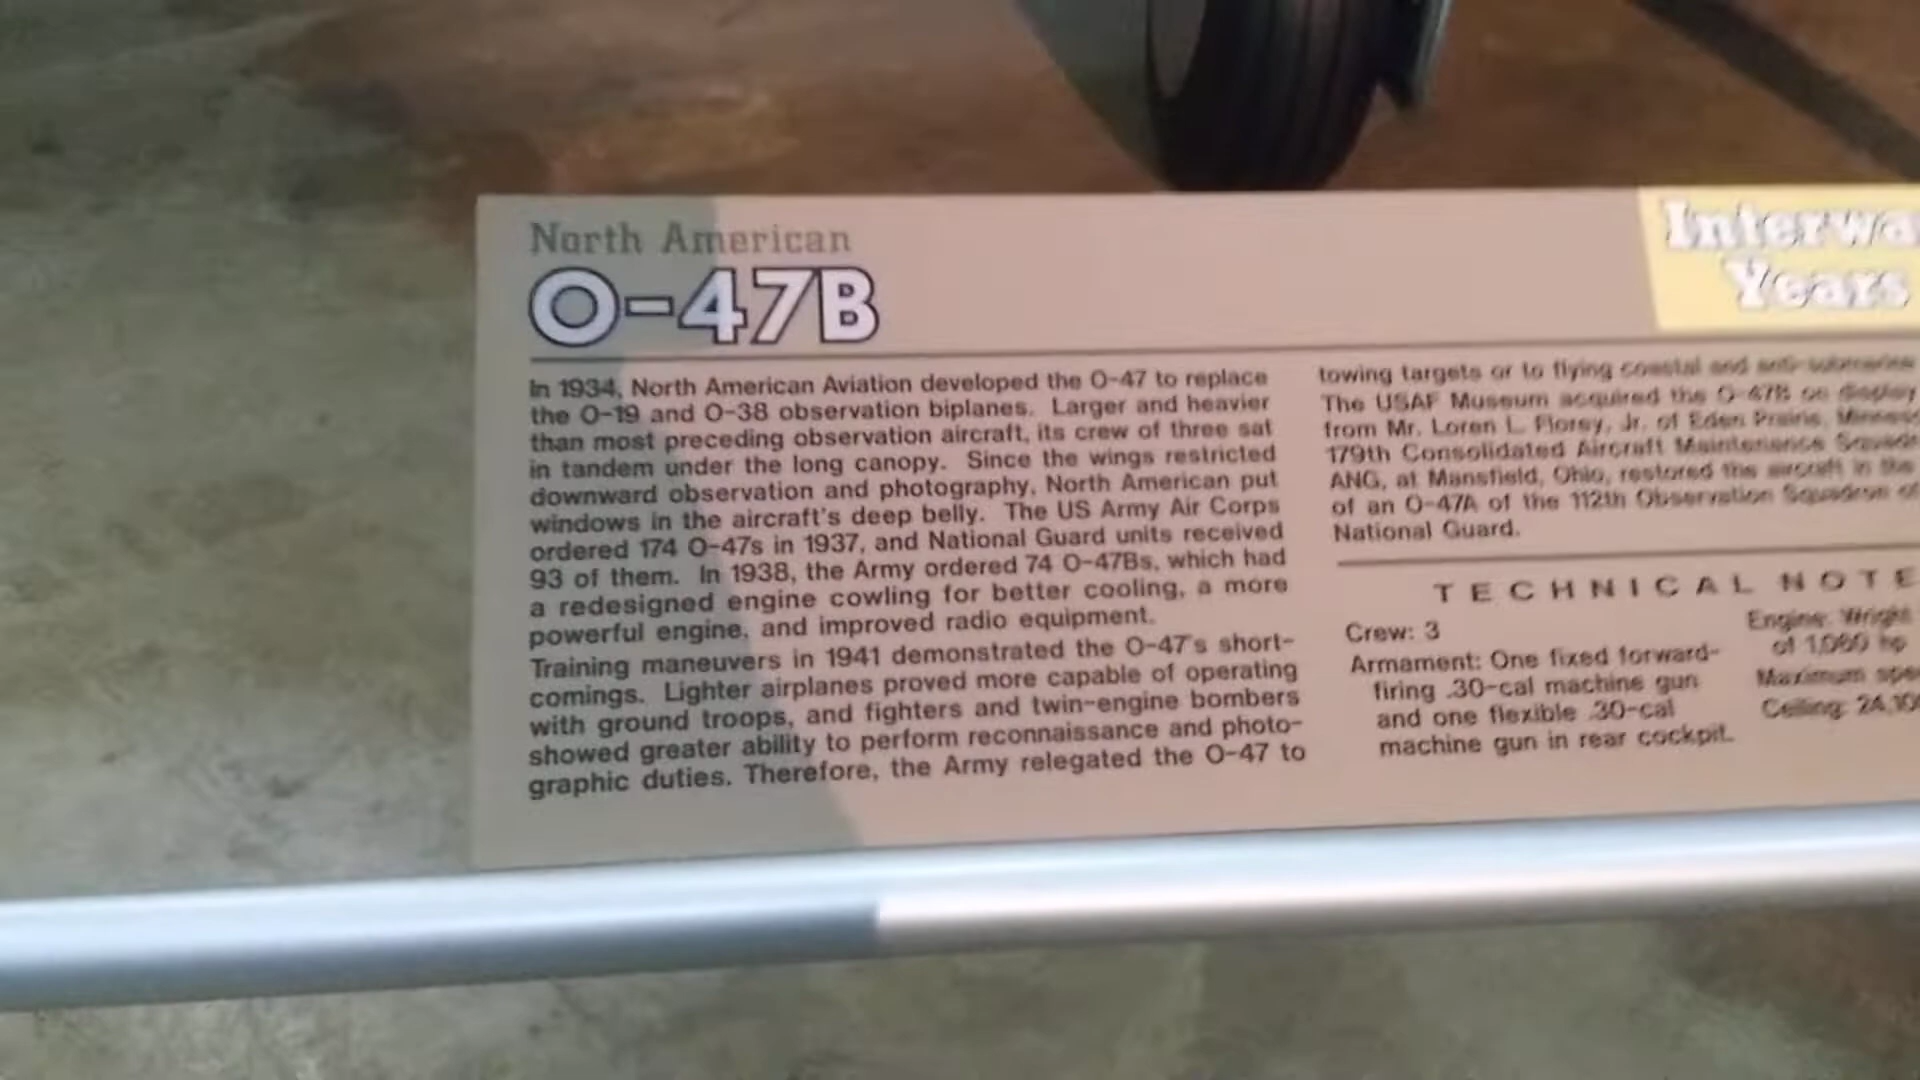 North American
O-47B
Interwa
Years
In 1934, North American Aviation developed the O-47 to replace
the O-19 and O-38 observation biplanes. Larger and heavier
than most preceding observation aircraft, its crew of three sat
in tandem under the long canopy. Since the wings restricted
downward observation and photography, North American put
windows in the aircraft's deep belly. The US Army Air Corps
ordered 174 O-47s in 1937, and National Guard units received
93 of them. In 1938, the Army ordered 74 O-47Bs, which had
a redesigned engine cowling for better cooling, a more
powerful engine, and improved radio equipment.
Training maneuvers in 1941 demonstrated the O-47's short-
comings. Lighter airplanes proved more capable of operating
with ground troops, and fighters and twin-engine bombers
showed greater ability to perform reconnaissance and photo-
graphic duties. Therefore, the Army relegated the O-47 to
towing targets or to flying coastal and anti-submarine
The USAF Museum acquired the O-47B on display
from Mr. Loren L. Florey, Jr. of Eden Prairie, Minnes
179th Consolidated Aircraft Maintenance Squadr
ANG, at Mansfield, Ohio, restored the aircraft in the
of an O-47A of the 112th Observation Squadron of
National Guard.
TECHNICAL NOTE
Crew: 3
Armament: One fixed forward-
firing .30-cal machine gun
and one flexible .30-cal
machine gun in rear cockpit.
Engine: Wright
of 1,060 hp
Maximum spe
Ceiling: 24,10